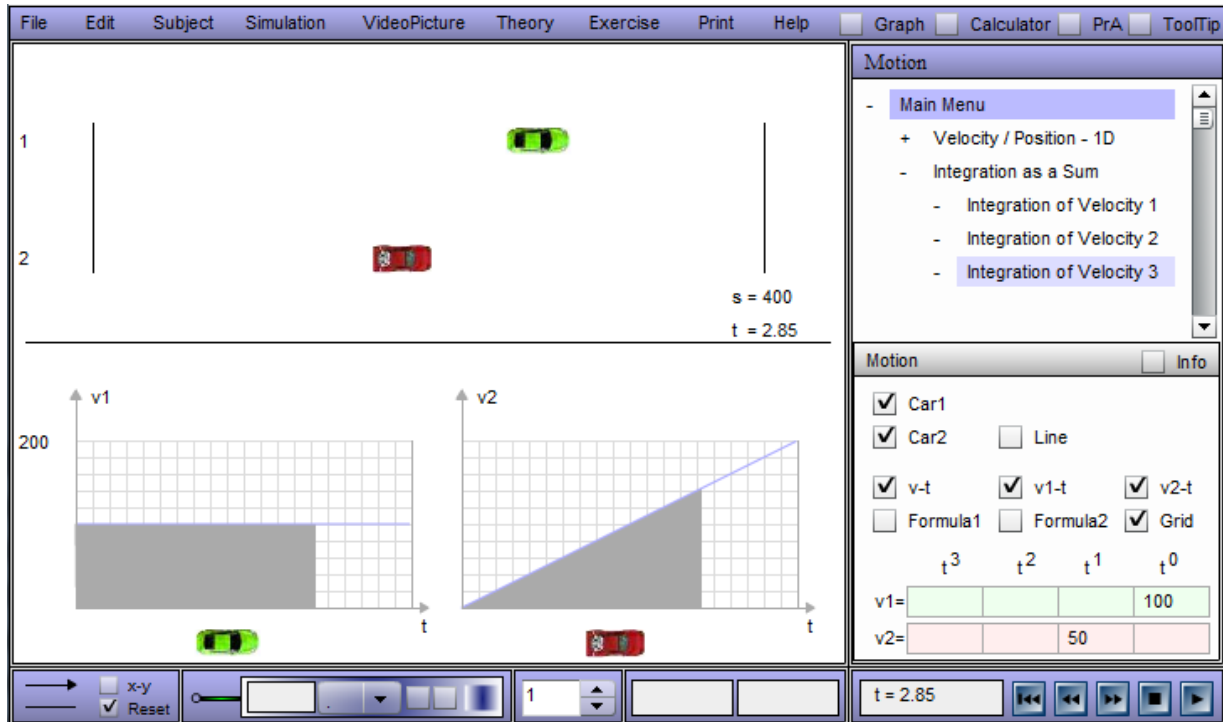 File Edit Subject Simulation VideoPicture Theory Exercise Print Help Graph Calculator PrA ToolTip
1
2
s = 400
t = 2.85
v1
200
t
v2
t
Motion
- Main Menu
+ Velocity / Position - 1D
- Integration as a Sum
- Integration of Velocity 1
- Integration of Velocity 2
- Integration of Velocity 3
Motion Info
Car1
Car2 Line
v-t v1-t v2-t
Formula1 Formula2 Grid
t3 t2 t1 t0
v1= 100
v2= 50
x-y
Reset
.
1
t = 2.85